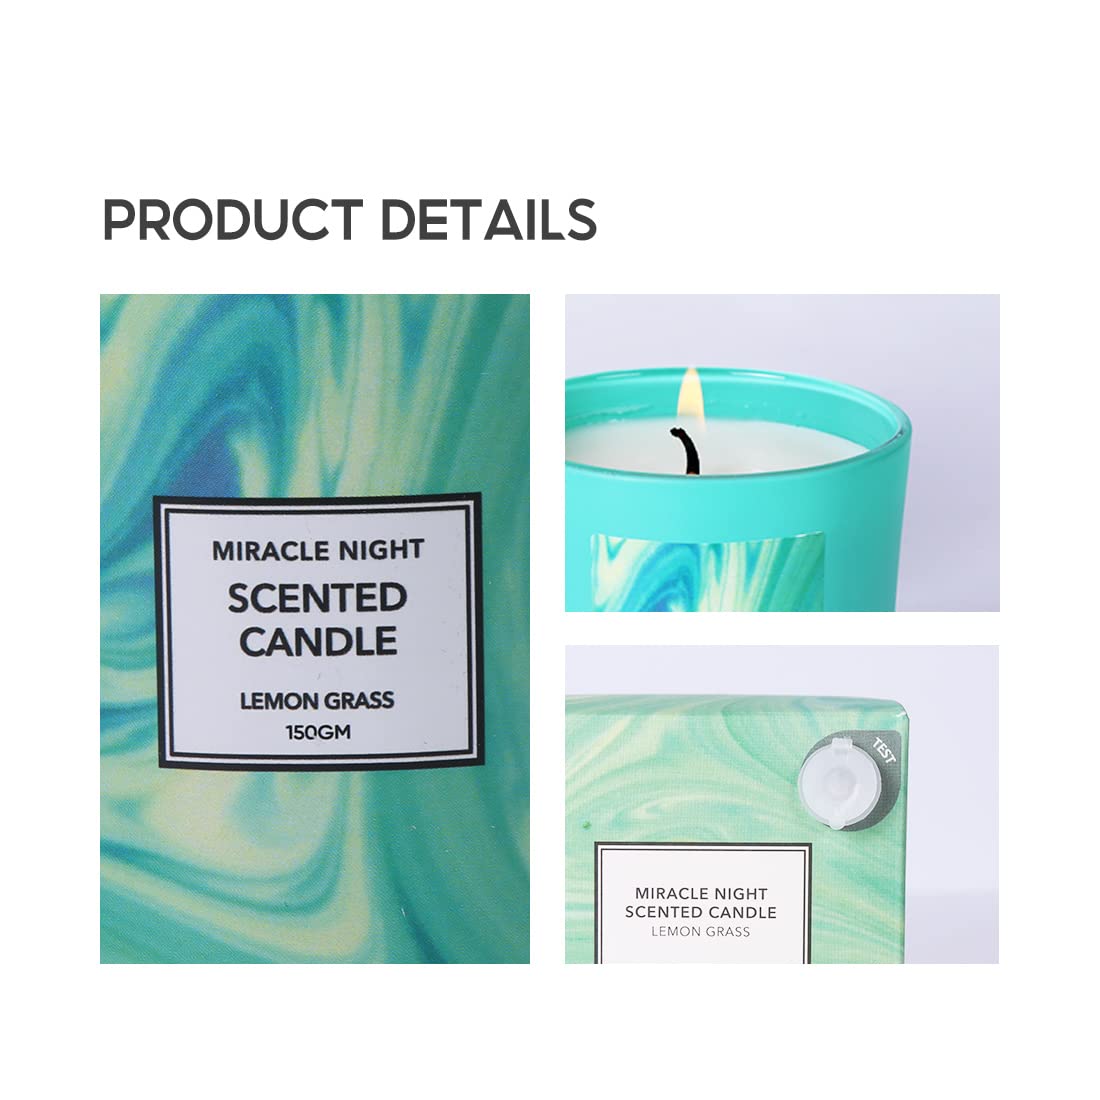 PRODUCT DETAILS
MIRACLE NIGHT
SCENTED
CANDLE
LEMON GRASS
150GM
TEST
MIRACLE NIGHT
SCENTED CANDLE
LEMON GRASS